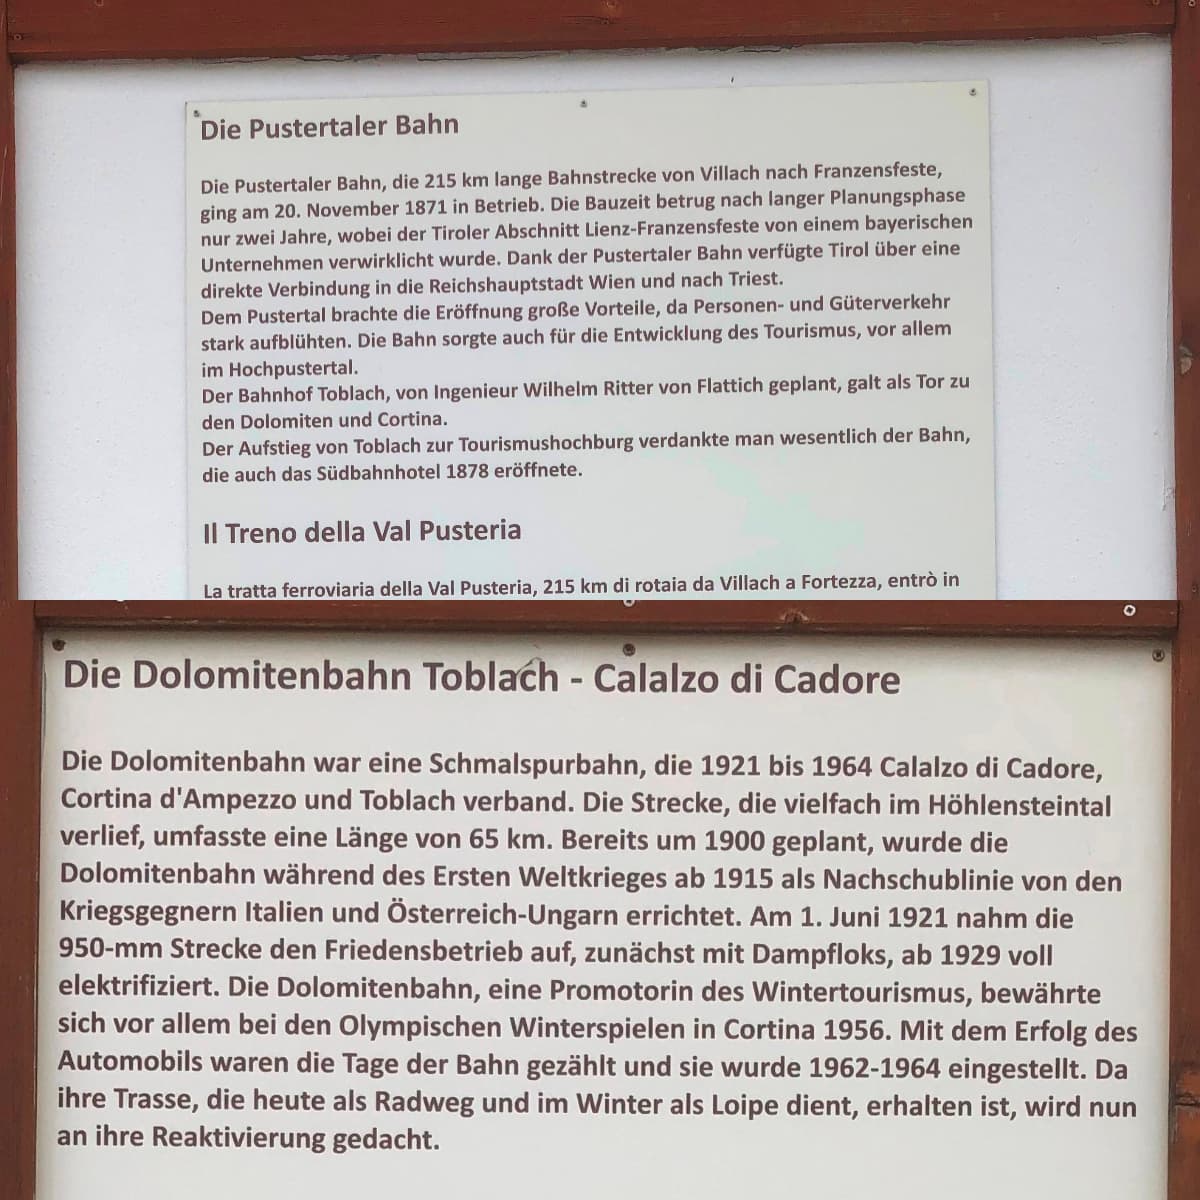 Die Pustertaler Bahn
Die Pustertaler Bahn, die 215 km lange Bahnstrecke von Villach nach Franzensfeste,
ging am 20. November 1871 in Betrieb. Die Bauzeit betrug nach langer Planungsphase
nur zwei Jahre, wobei der Tiroler Abschnitt Lienz-Franzensfeste von einem bayerischen
Unternehmen verwirklicht wurde. Dank der Pustertaler Bahn verfügte Tirol über eine
direkte Verbindung in die Reichshauptstadt Wien und nach Triest.
Dem Pustertal brachte die Eröffnung große Vorteile, da Personen- und Güterverkehr
stark aufblühten. Die Bahn sorgte auch für die Entwicklung des Tourismus, vor allem
im Hochpustertal.
Der Bahnhof Toblach, von Ingenieur Wilhelm Ritter von Flattich geplant, galt als Tor zu
den Dolomiten und Cortina.
Der Aufstieg von Toblach zur Tourismushochburg verdankte man wesentlich der Bahn,
die auch das Südbahnhotel 1878 eröffnete.
Il Treno della Val Pusteria
La tratta ferroviaria della Val Pusteria, 215 km di rotaia da Villach a Fortezza, entrò in
Die Dolomitenbahn Toblach - Calalzo di Cadore
Die Dolomitenbahn war eine Schmalspurbahn, die 1921 bis 1964 Calalzo di Cadore,
Cortina d'Ampezzo und Toblach verband. Die Strecke, die vielfach im Höhlensteintal
verlief, umfasste eine Länge von 65 km. Bereits um 1900 geplant, wurde die
Dolomitenbahn während des Ersten Weltkrieges ab 1915 als Nachschublinie von den
Kriegsgegnern Italien und Österreich-Ungarn errichtet. Am 1. Juni 1921 nahm die
950-mm Strecke den Friedensbetrieb auf, zunächst mit Dampfloks, ab 1929 voll
elektrifiziert. Die Dolomitenbahn, eine Promotorin des Wintertourismus, bewährte
sich vor allem bei den Olympischen Winterspielen in Cortina 1956. Mit dem Erfolg des
Automobils waren die Tage der Bahn gezählt und sie wurde 1962-1964 eingestellt. Da
ihre Trasse, die heute als Radweg und im Winter als Loipe dient, erhalten ist, wird nun
an ihre Reaktivierung gedacht.